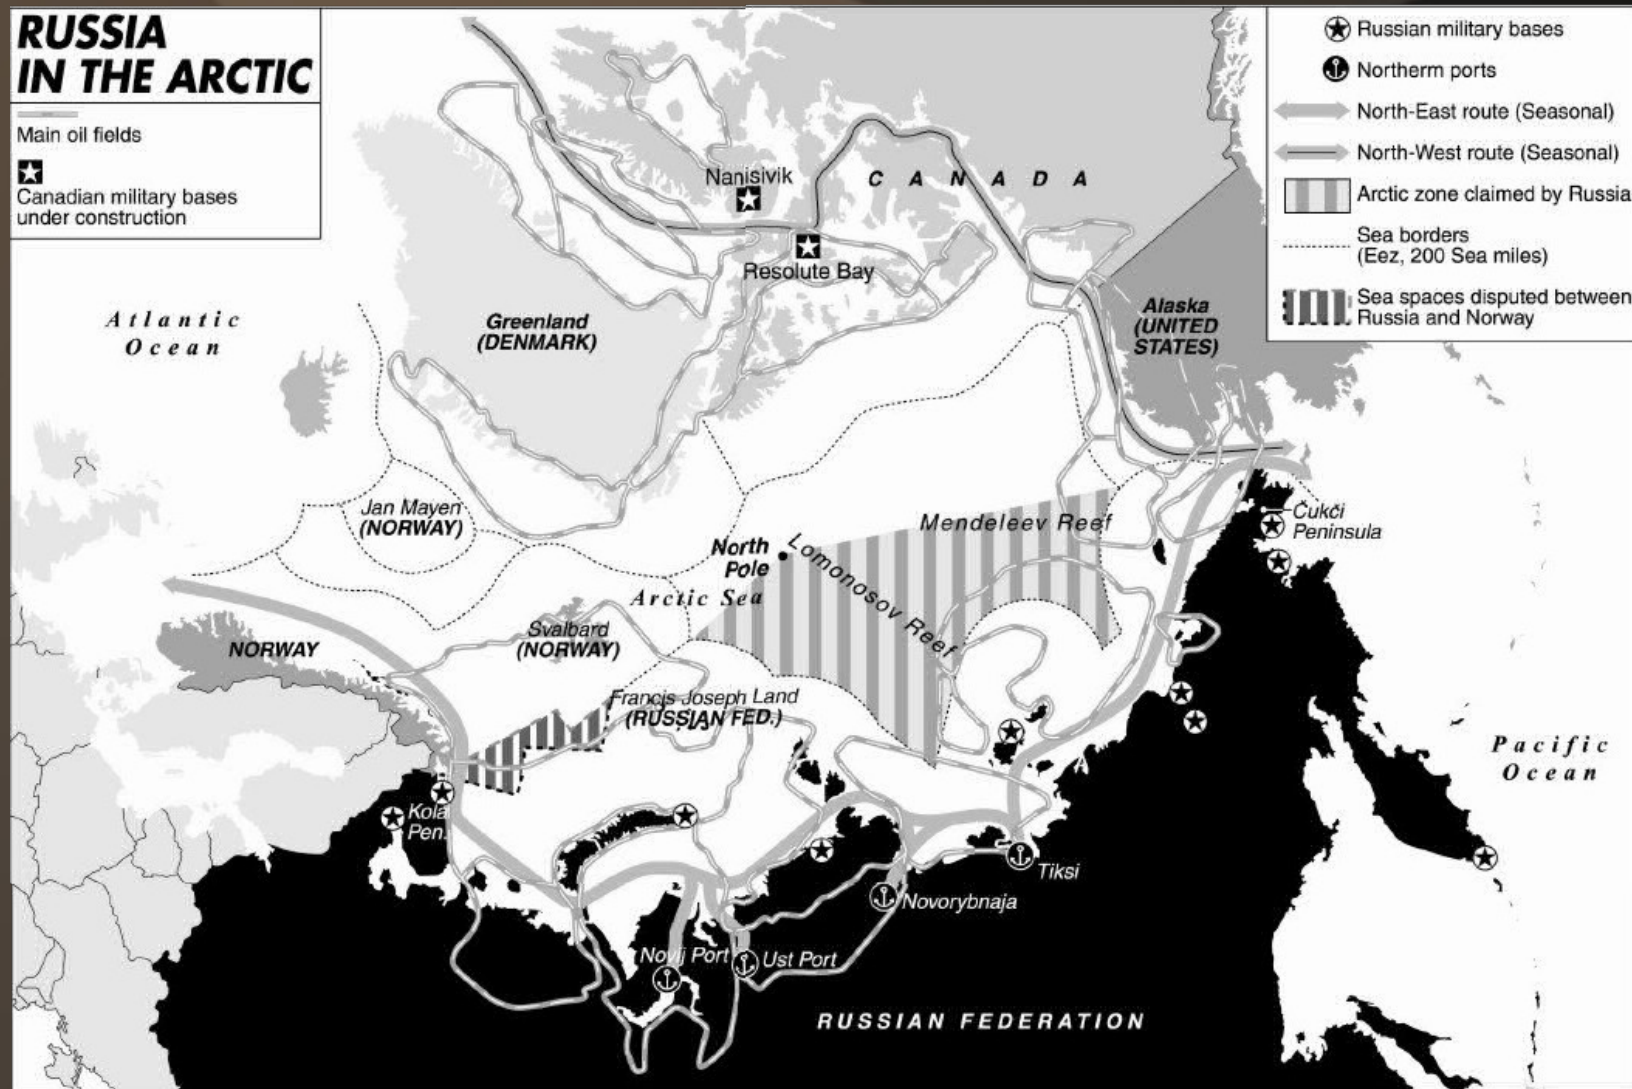 RUSSIA
IN THE ARCTIC
Main oil fields
Canadian military bases
under construction
Russian military bases
Northerm ports
North-East route (Seasonal)
North-West route (Seasonal)
Arctic zone claimed by Russia
Sea borders
(Eez, 200 Sea miles)
Sea spaces disputed between
Russia and Norway
Nanisivik
CANADA
Resolute Bay
Atlantic
Ocean
Greenland
(DENMARK)
Alaska
(UNITED
STATES)
Jan Mayen
(NORWAY)
Mendeleev Reef
Čukči
Peninsula
North
Pole
Lomonosov Reef
Arctic Sea
NORWAY
Svalbard
(NORWAY)
Francis Joseph Land
(RUSSIAN FED.)
Pacific
Ocean
Kola
Pen.
Tiksi
Novorybnaja
Novij Port
Ust Port
RUSSIAN FEDERATION